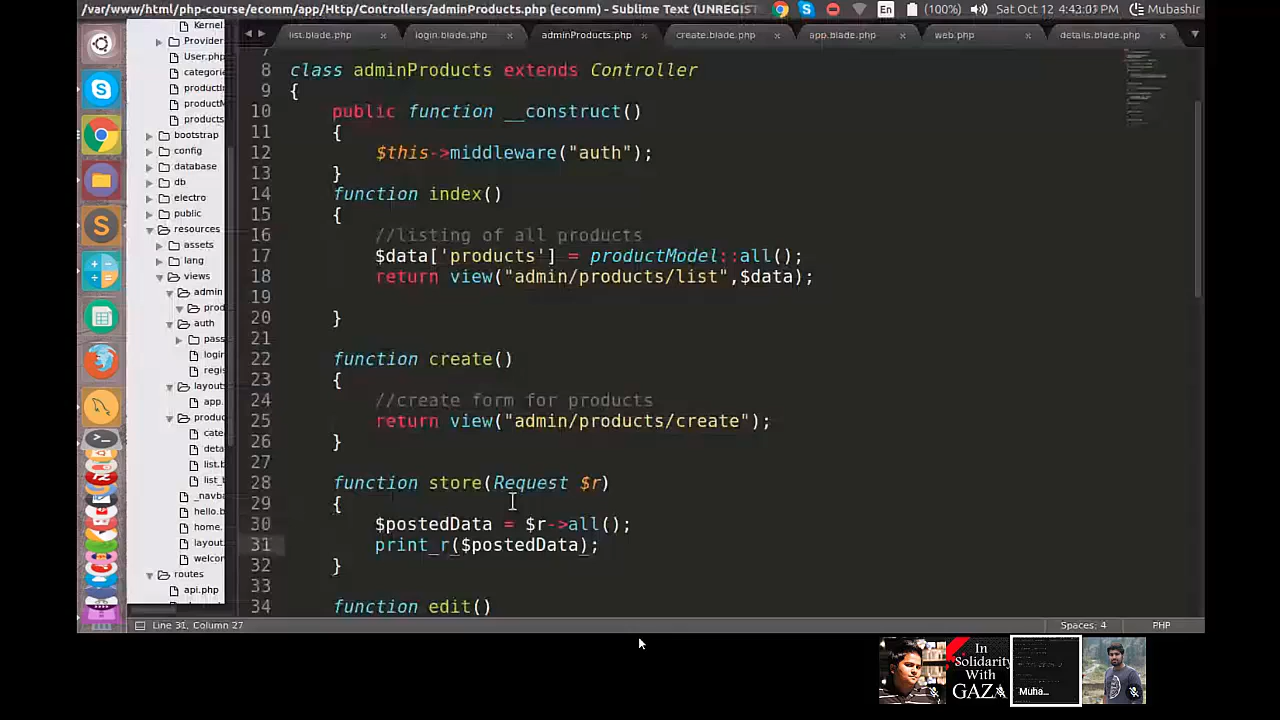 /var/www/html/php-course/ecomm/app/Http/Controllers/adminProducts.php (ecomm) - Sublime Text (UNREGIST
En (100%) Sat Oct 12 4:43:03 PM Mubashir
list.blade.php login.blade.php adminProducts.php create.blade.php app.blade.php web.php details.blade.php
Kernel
Provider
User.php
categorie
productIn
productM
products
bootstrap
config
database
db
electro
public
resources
assets
lang
views
admin
prod
auth
pass
login
regis
layou
app.
produc
cate
deta
list.b
list_
_navba
hello.b
home.
layout
welcon
routes
api.php
8 class adminProducts extends Controller
9 {
10 public function __construct()
11 {
12 $this->middleware("auth");
13 }
14 function index()
15 {
16 //listing of all products
17 $data['products'] = productModel::all();
18 return view("admin/products/list",$data);
19
20 }
21
22 function create()
23 {
24 //create form for products
25 return view("admin/products/create");
26 }
27
28 function store(Request $r)
29 {
30 $postedData = $r->all();
31 print_r($postedData);
32 }
33
34 function edit()
Line 31, Column 27 Spaces: 4 PHP
In
Solidarity
With
GAZA
Muha...